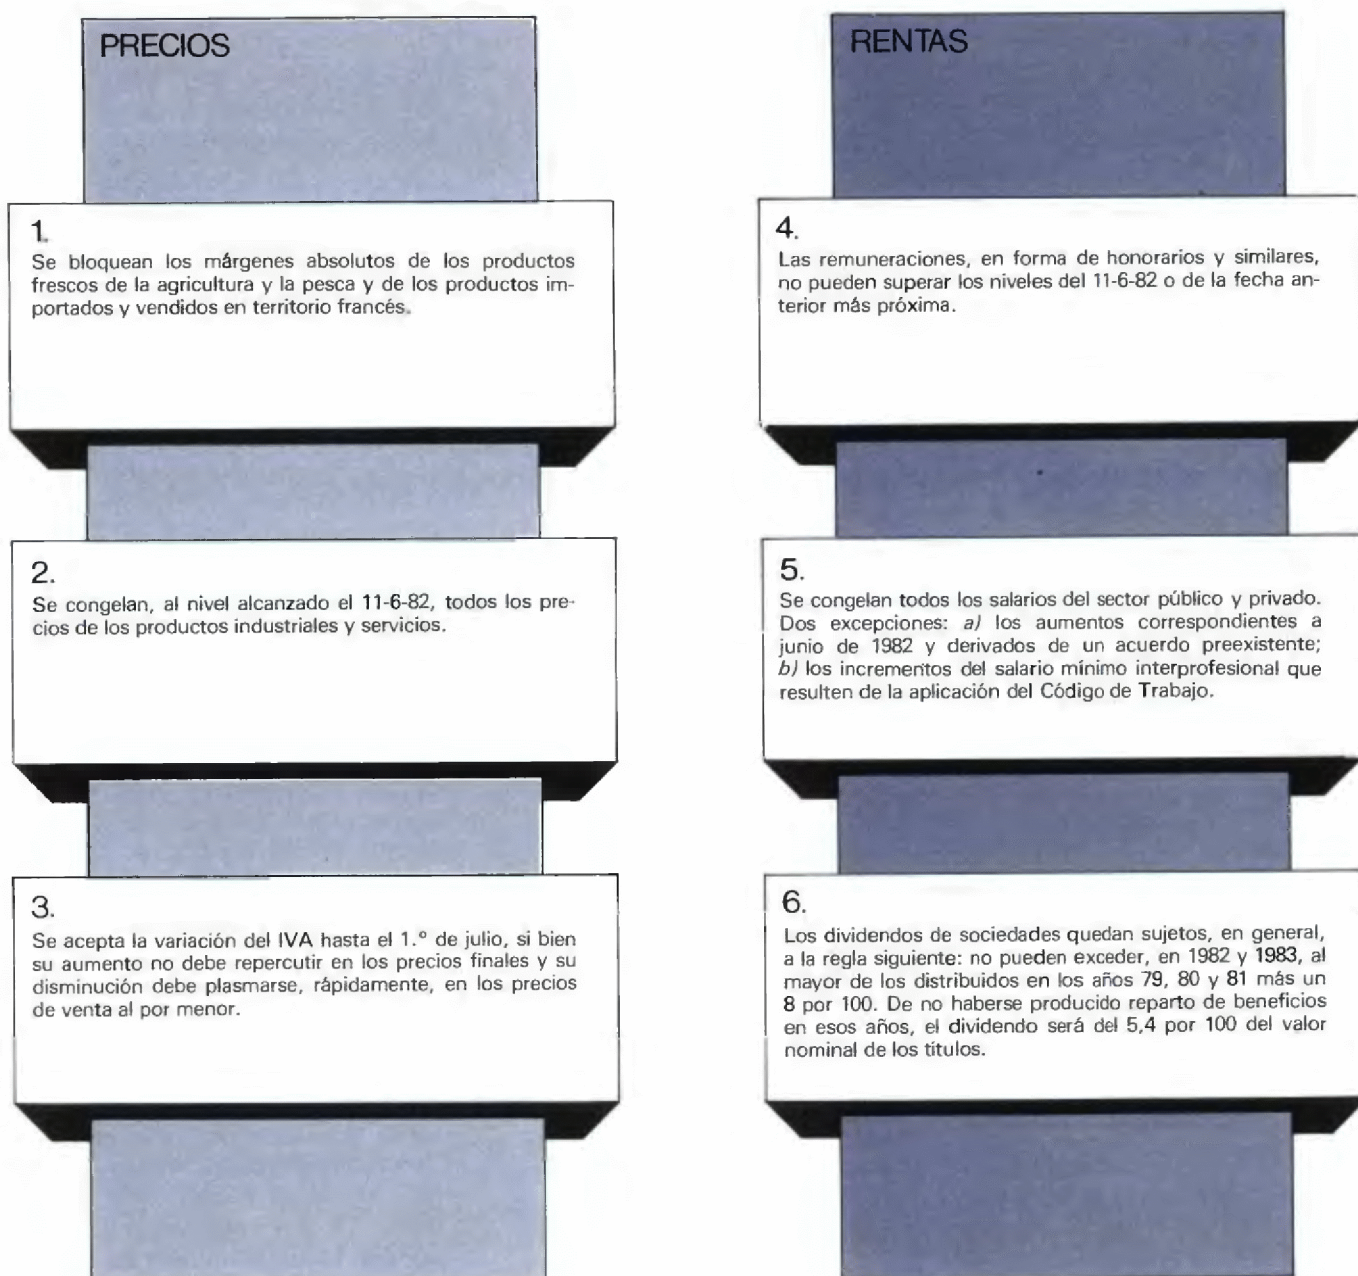 PRECIOS
1.
Se bloquean los márgenes absolutos de los productos
frescos de la agricultura y la pesca y de los productos im-
portados y vendidos en territorio francés.
2.
Se congelan, al nivel alcanzado el 11-6-82, todos los pre-
cios de los productos industriales y servicios.
3.
Se acepta la variación del IVA hasta el 1.º de julio, si bien
su aumento no debe repercutir en los precios finales y su
disminución debe plasmarse, rápidamente, en los precios
de venta al por menor.
RENTAS
4.
Las remuneraciones, en forma de honorarios y similares,
no pueden superar los niveles del 11-6-82 o de la fecha an-
terior más próxima.
5.
Se congelan todos los salarios del sector público y privado.
Dos excepciones: a) los aumentos correspondientes a
junio de 1982 y derivados de un acuerdo preexistente;
b) los incrementos del salario mínimo interprofesional que
resulten de la aplicación del Código de Trabajo.
6.
Los dividendos de sociedades quedan sujetos, en general,
a la regla siguiente: no pueden exceder, en 1982 y 1983, al
mayor de los distribuidos en los años 79, 80 y 81 más un
8 por 100. De no haberse producido reparto de beneficios
en esos años, el dividendo será del 5,4 por 100 del valor
nominal de los títulos.